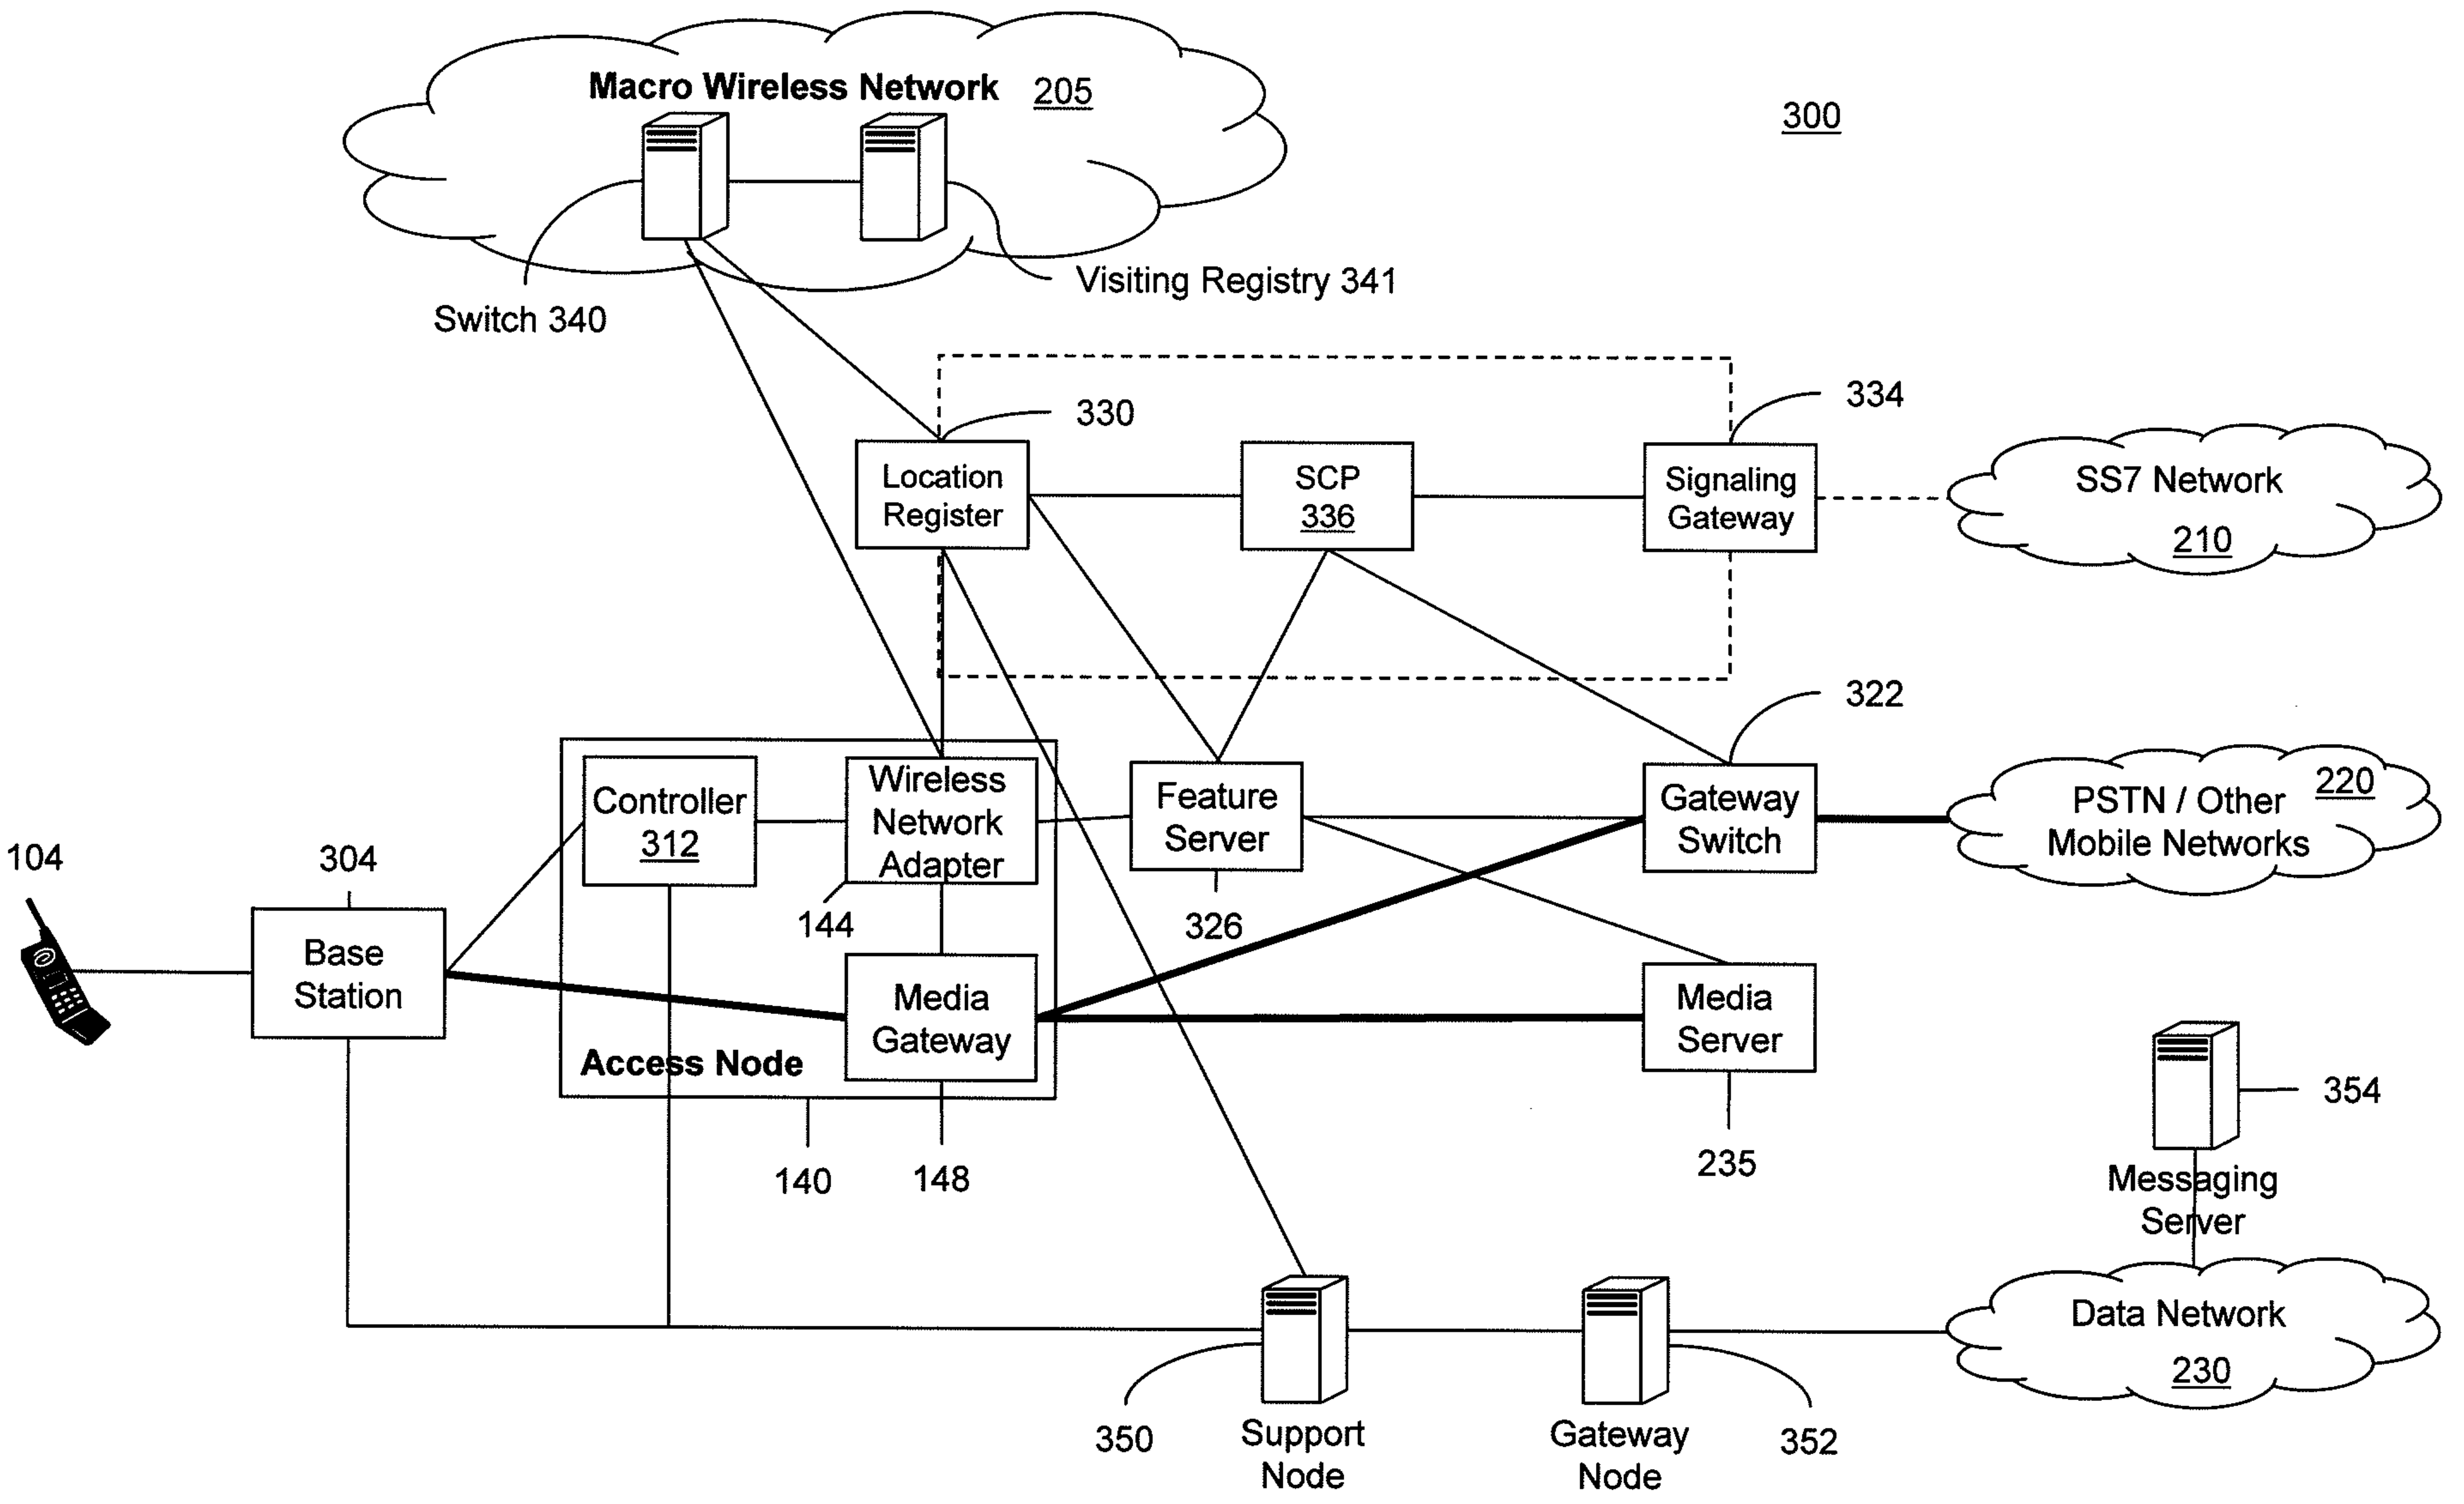 Macro Wireless Network 205
300
Switch 340
Visiting Registry 341
330
334
Location
Register
SCP
336
Signaling
Gateway
SS7 Network
210
322
Controller
312
Wireless
Network
Adapter
144
Feature
Server
326
Gateway
Switch
220
PSTN / Other
Mobile Networks
104
304
Base
Station
Media
Gateway
Access Node
140
148
Media
Server
235
354
Messaging
Server
350
Support
Node
Gateway
Node
352
Data Network
230